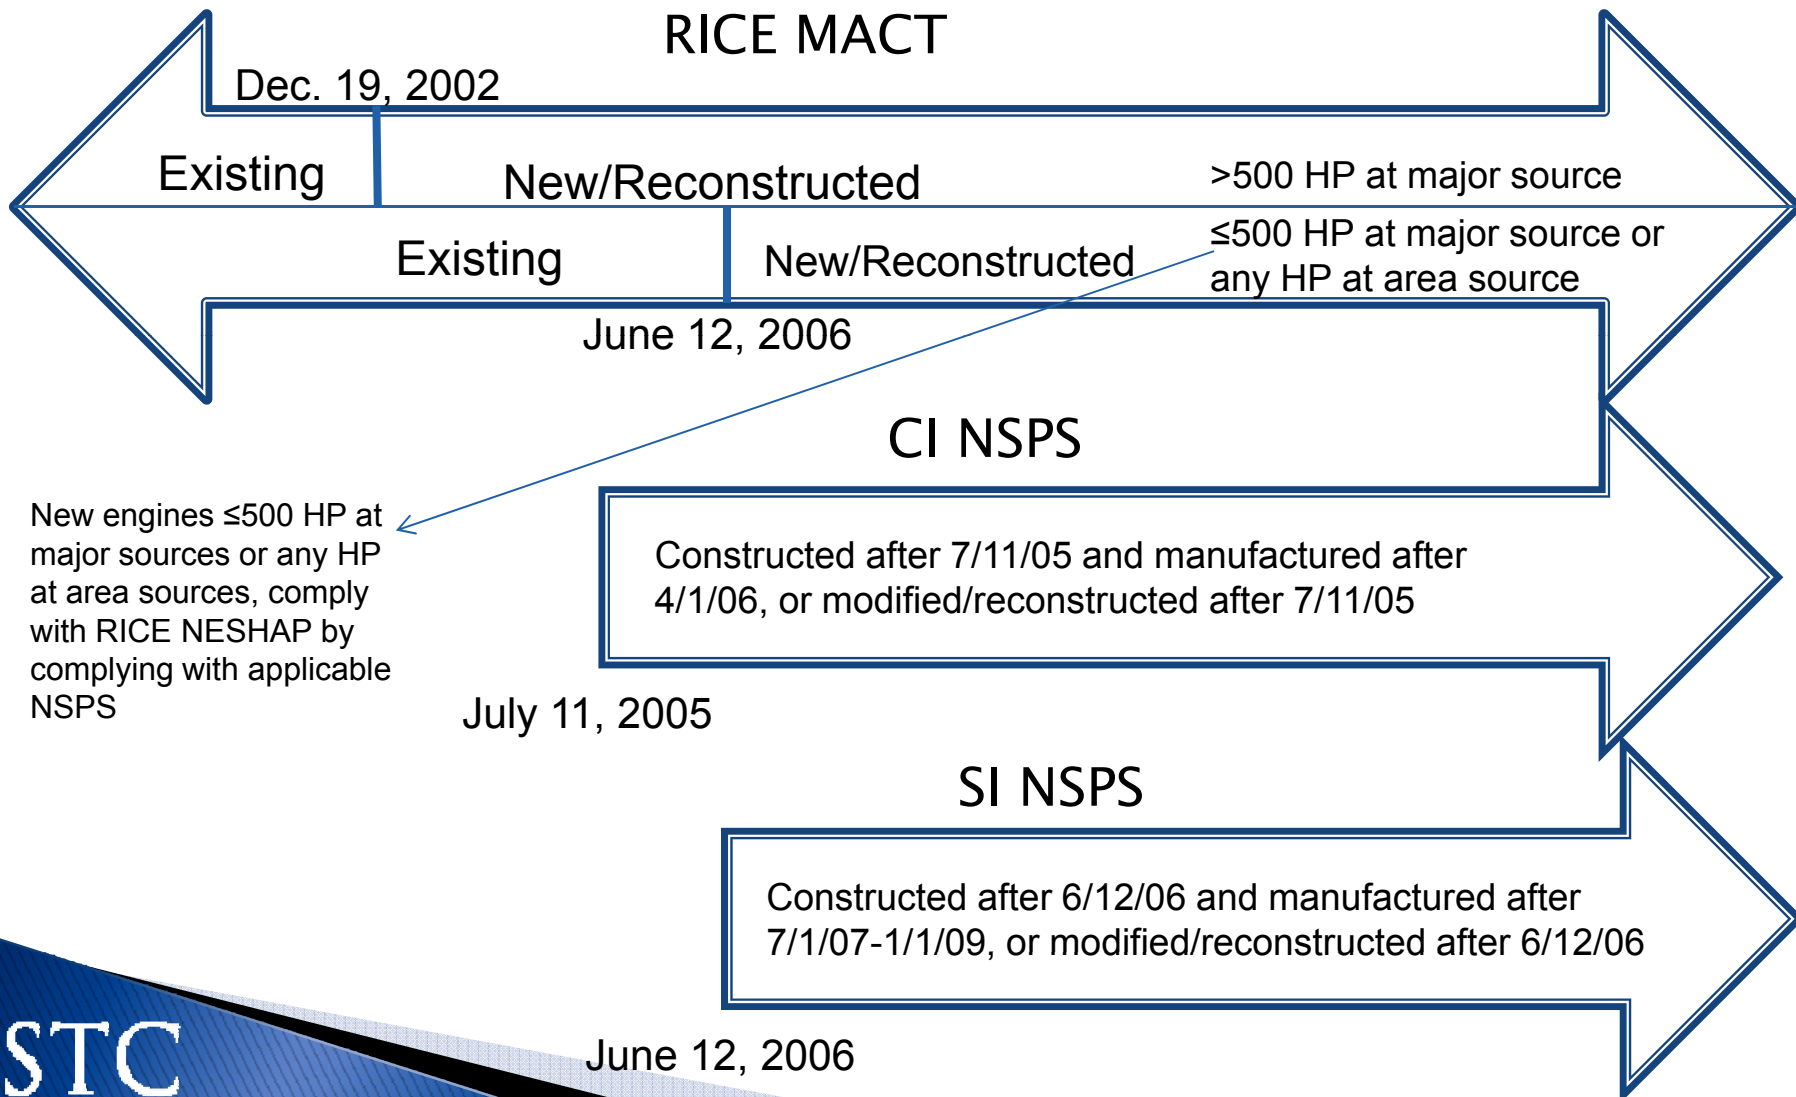 RICE MACT
Dec. 19, 2002
Existing
New/Reconstructed
>500 HP at major source
Existing
New/Reconstructed
≤500 HP at major source or
any HP at area source
June 12, 2006
CI NSPS
New engines ≤500 HP at
major sources or any HP
at area sources, comply
with RICE NESHAP by
complying with applicable
NSPS
Constructed after 7/11/05 and manufactured after
4/1/06, or modified/reconstructed after 7/11/05
July 11, 2005
SI NSPS
Constructed after 6/12/06 and manufactured after
7/1/07-1/1/09, or modified/reconstructed after 6/12/06
June 12, 2006
STC